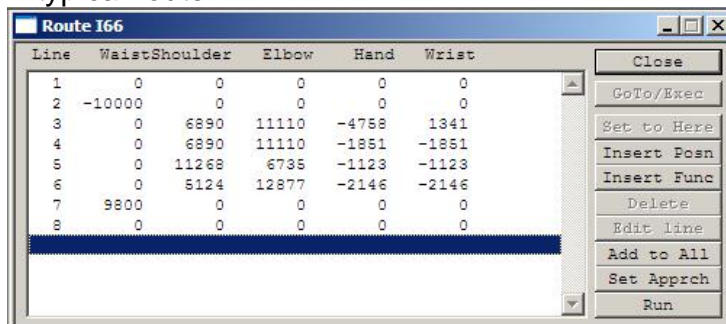 Route I66
Line WaistShoulder Elbow Hand Wrist
1 0 0 0 0 0
2 -10000 0 0 0 0
3 0 6890 11110 -4758 1341
4 0 6890 11110 -1851 -1851
5 0 11268 6735 -1123 -1123
6 0 5124 12877 -2146 -2146
7 9800 0 0 0 0
8 0 0 0 0 0
Close
GoTo/Exec
Set to Here
Insert Posn
Insert Func
Delete
Edit line
Add to All
Set Apprch
Run